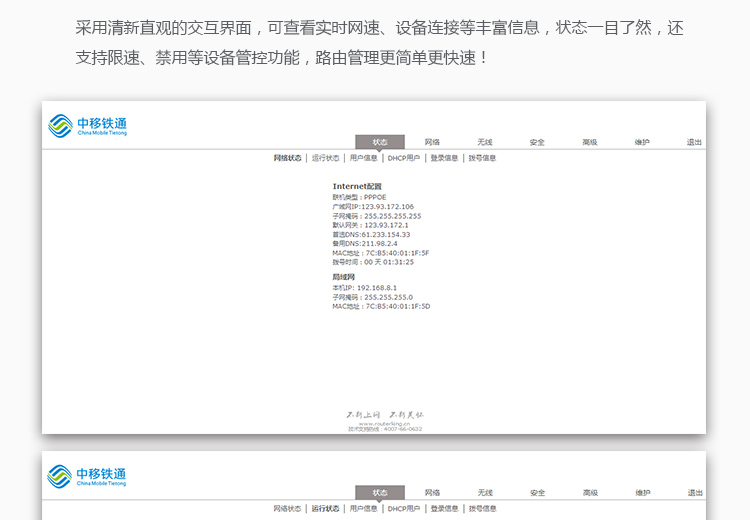 采用清新直观的交互界面，可查看实时网速、设备连接等丰富信息，状态一目了然，还
支持限速、禁用等设备管控功能，路由管理更简单更快速！
中移铁通
China Mobile Tietong
状态 网络 无线 安全 高级 维护 退出
网络状态 | 运行状态 | 用户信息 | DHCP用户 | 登录信息 | 拨号信息
Internet配置
联机类型：PPPOE
广域网IP:123.93.172.106
子网掩码：255.255.255.255
默认网关：123.93.172.1
首选DNS:61.233.154.33
备用DNS:211.98.2.4
MAC地址：7C:B5:40:01:1F:5F
拨号时间：00 天 01:31:25
局域网
本机IP: 192.168.8.1
子网掩码：255.255.255.0
MAC地址：7C:B5:40:01:1F:5D
www.routerking.cn
技术支持热线：4007-66-0622
中移铁通
China Mobile Tietong
状态 网络 无线 安全 高级 维护 退出
网络状态 | 运行状态 | 用户信息 | DHCP用户 | 登录信息 | 拨号信息